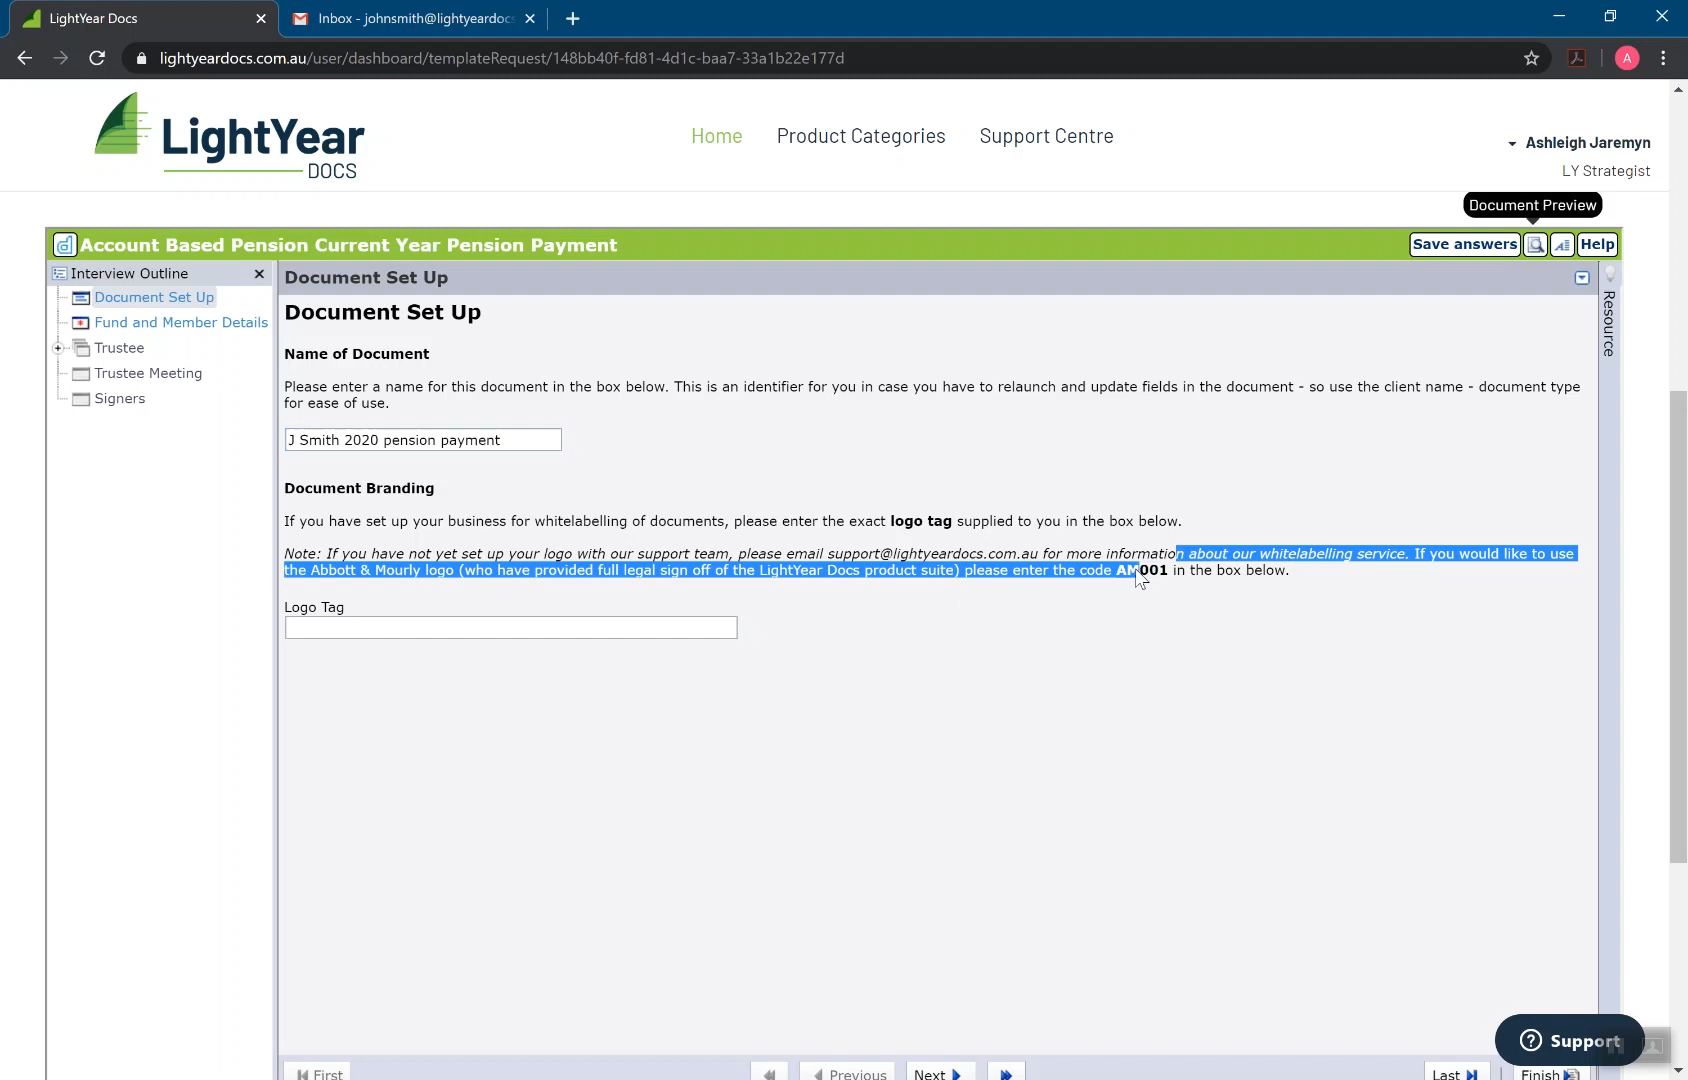 LightYear Docs
Inbox - johnsmith@lightyeardocs
lightyeardocs.com.au/user/dashboard/templateRequest/148bb40f-fd81-4d1c-baa7-33a1b22e177d
A
LightYear
DOCS
Home
Product Categories
Support Centre
Ashleigh Jaremyn
LY Strategist
Document Preview
d
Account Based Pension Current Year Pension Payment
Save answers
Help
Interview Outline
Document Set Up
Fund and Member Details
Trustee
Trustee Meeting
Signers
Document Set Up
Resource
Document Set Up
Name of Document
Please enter a name for this document in the box below. This is an identifier for you in case you have to relaunch and update fields in the document - so use the client name - document type
for ease of use.
J Smith 2020 pension payment
Document Branding
If you have set up your business for whitelabelling of documents, please enter the exact logo tag supplied to you in the box below.
Note: If you have not yet set up your logo with our support team, please email support@lightyeardocs.com.au for more information about our whitelabelling service. If you would like to use
the Abbott & Mourly logo (who have provided full legal sign off of the LightYear Docs product suite) please enter the code AM001 in the box below.
Logo Tag
First
Previous
Next
Last
Finish
Support